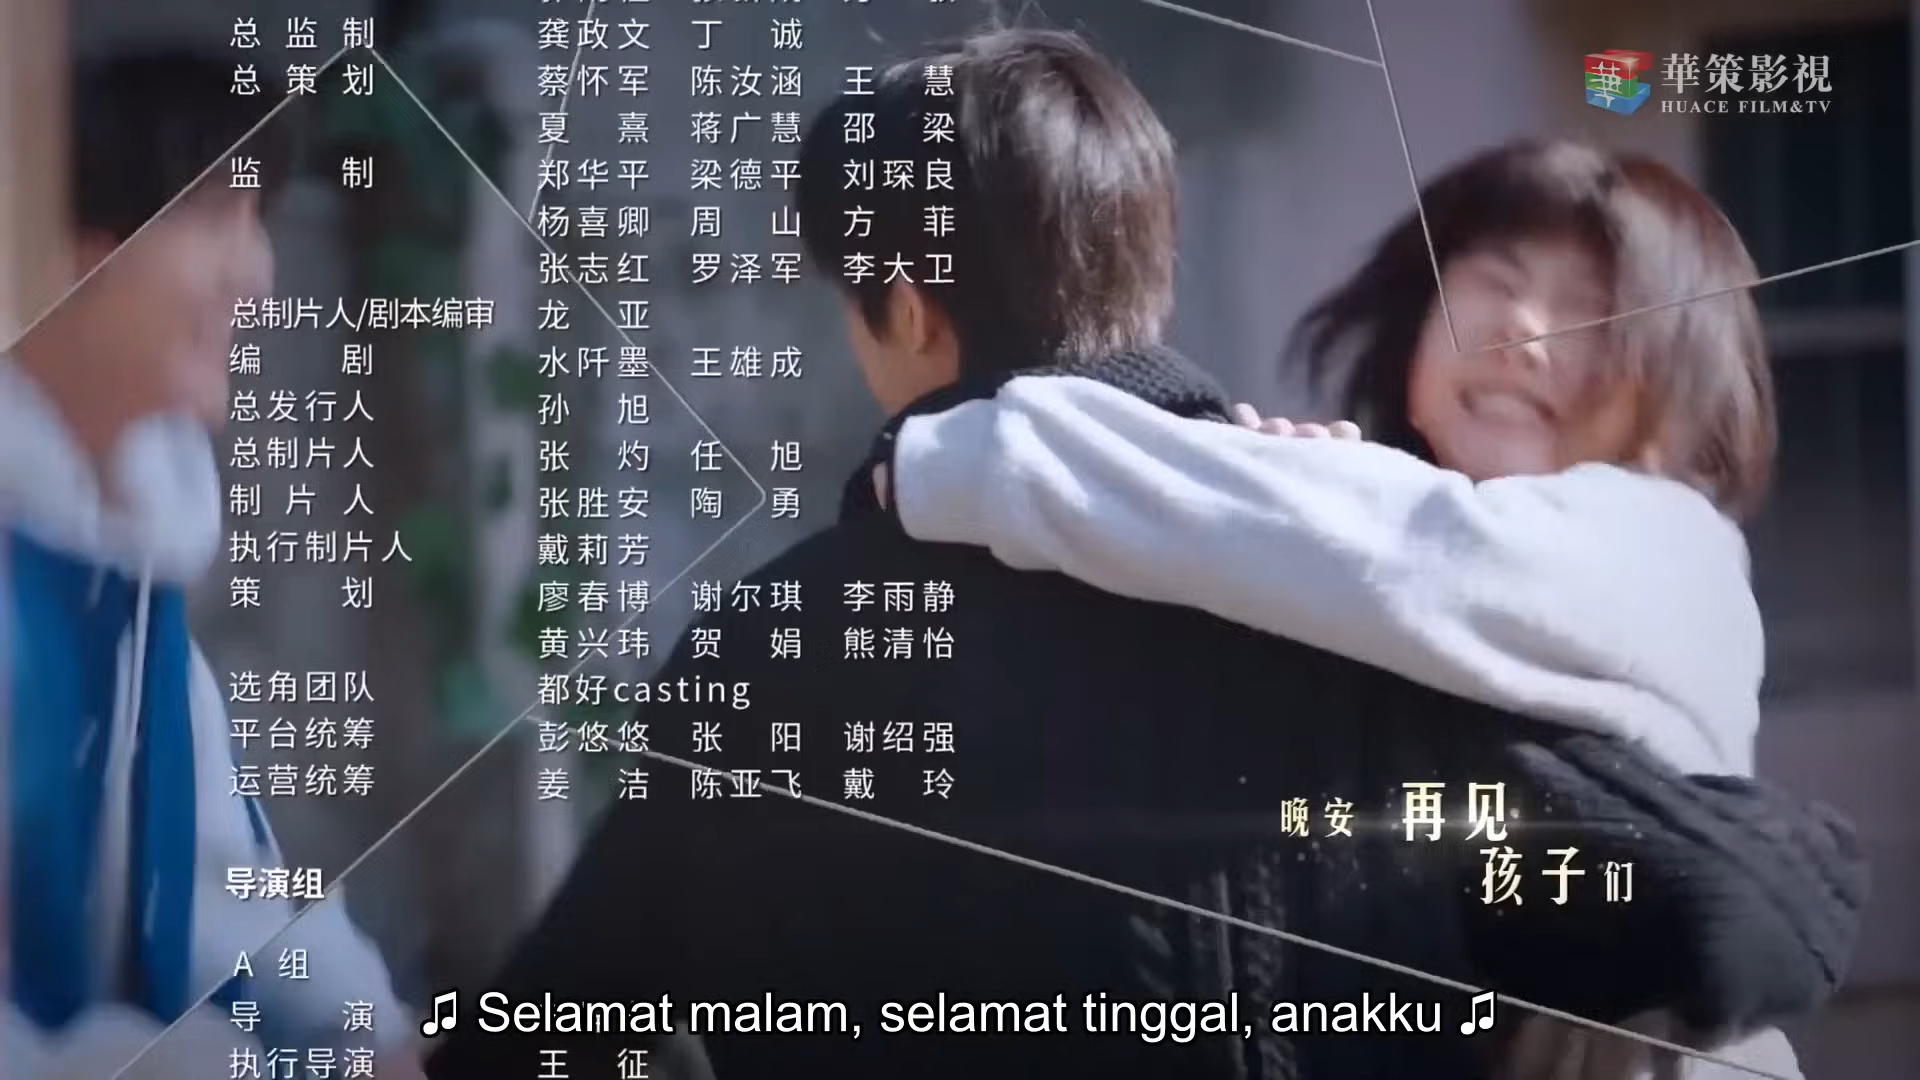 总监制 龚政文 丁诚
总策划 蔡怀军 陈汝涵 王慧
夏熹 蒋广慧 邵梁
监制 郑华平 梁德平 刘琛良
杨喜卿 周山 方菲
张志红 罗泽军 李大卫
总制片人/剧本编审 龙亚
编剧 水阡墨 王雄成
总发行人 孙旭
总制片人 张灼 任旭
制片人 张胜安 陶勇
执行制片人 戴莉芳
策划 廖春博 谢尔琪 李雨静
黄兴玮 贺娟 熊清怡
选角团队 都好casting
平台统筹 彭悠悠 张阳 谢绍强
运营统筹 姜洁 陈亚飞 戴玲
导演组
A组
导演
执行导演 王征
華策影視
HUACE FILM&TV
晚安 再见
孩子们
♫ Selamat malam, selamat tinggal, anakku ♫